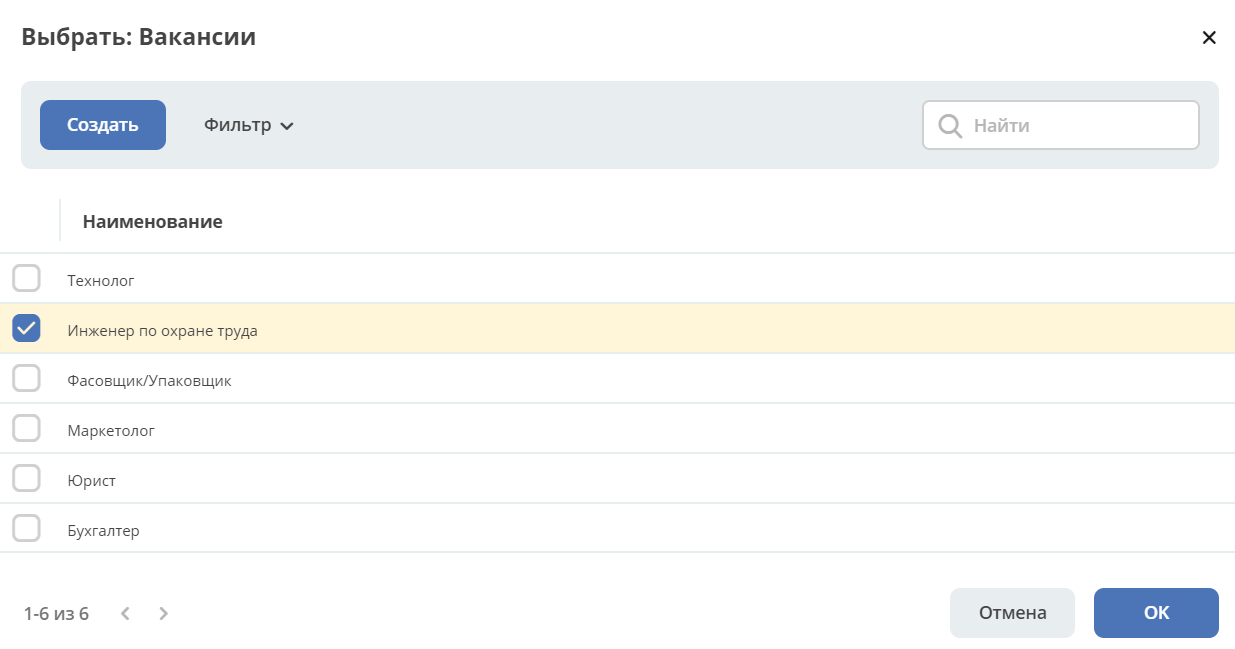 Выбрать: Вакансии
Создать Фильтр Найти
Наименование
Технолог
Инженер по охране труда
Фасовщик/Упаковщик
Маркетолог
Юрист
Бухгалтер
1-6 из 6 Отмена ОК